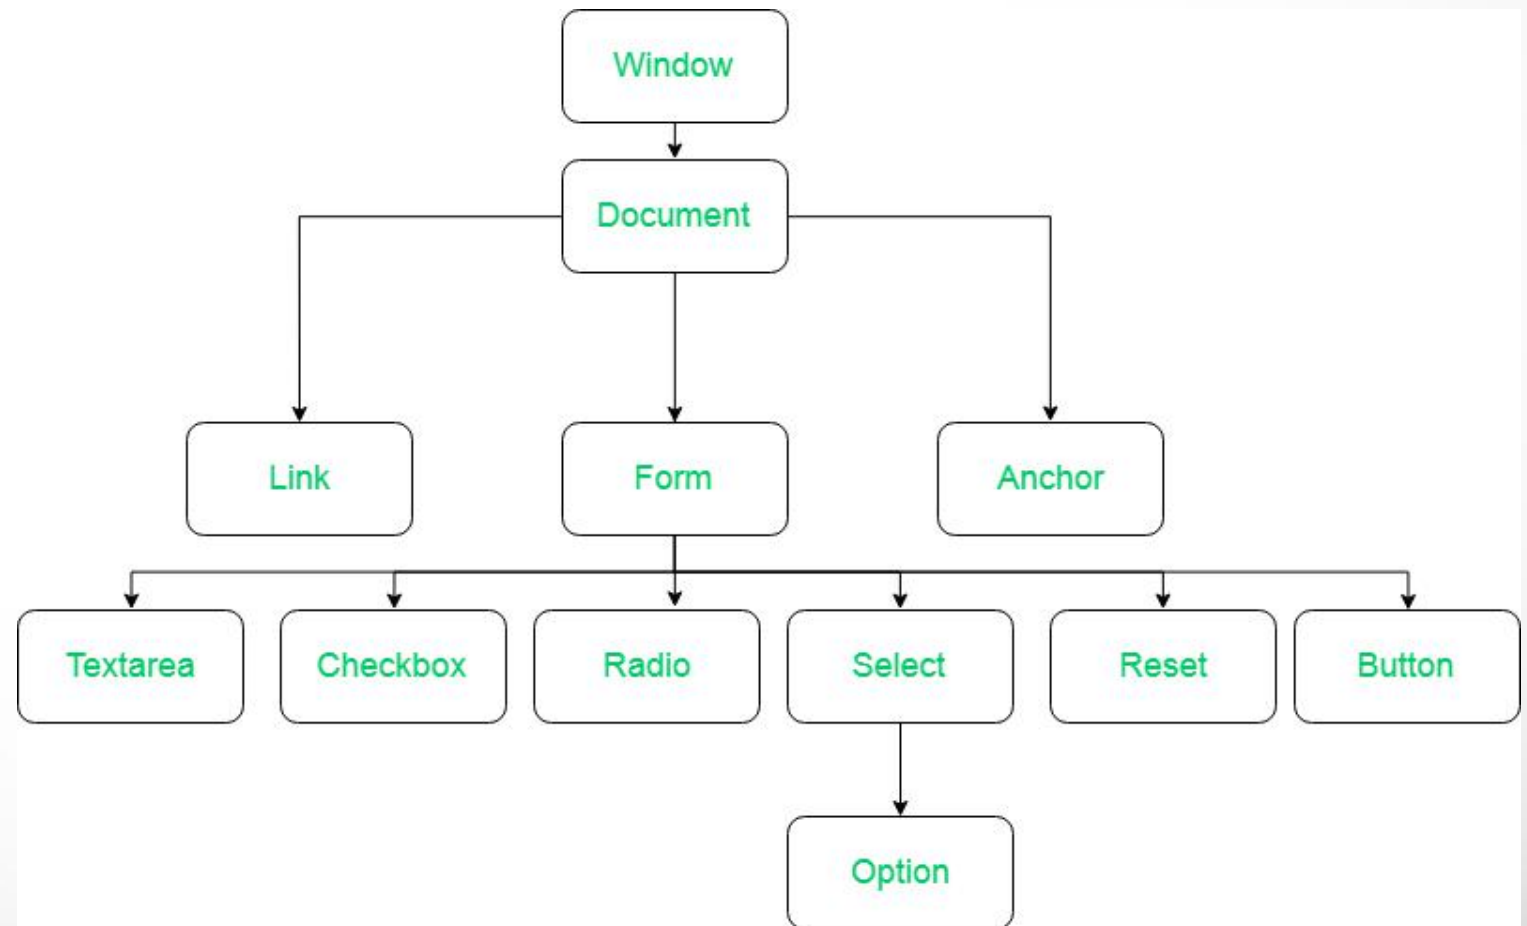 Window
Document
Link
Form
Anchor
Textarea
Checkbox
Radio
Select
Reset
Button
Option